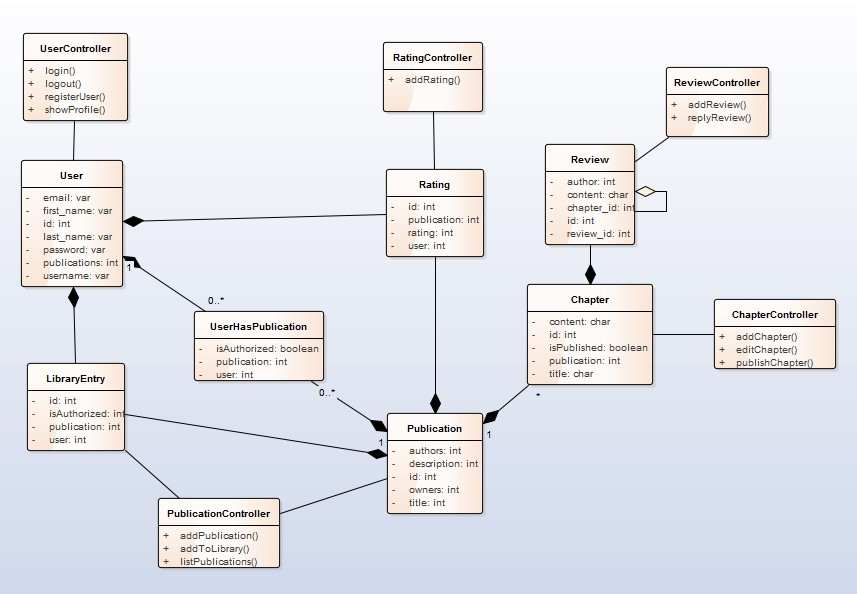 UserController
+ login()
+ logout()
+ registerUser()
+ showProfile()
RatingController
+ addRating()
ReviewController
+ addReview()
+ replyReview()
User
- email: var
- first_name: var
- id: int
- last_name: var
- password: var
- publications: int
- username: var
Rating
- id: int
- publication: int
- rating: int
- user: int
Review
- author: int
- content: char
- chapter_id: int
- id: int
- review_id: int
1
0..*
UserHasPublication
- isAuthorized: boolean
- publication: int
- user: int
0..*
Chapter
- content: char
- id: int
- isPublished: boolean
- publication: int
- title: char
*
ChapterController
+ addChapter()
+ editChapter()
+ publishChapter()
LibraryEntry
- id: int
- isAuthorized: int
- publication: int
- user: int
1
1
Publication
- authors: int
- description: int
- id: int
- owners: int
- title: int
PublicationController
+ addPublication()
+ addToLibrary()
+ listPublications()